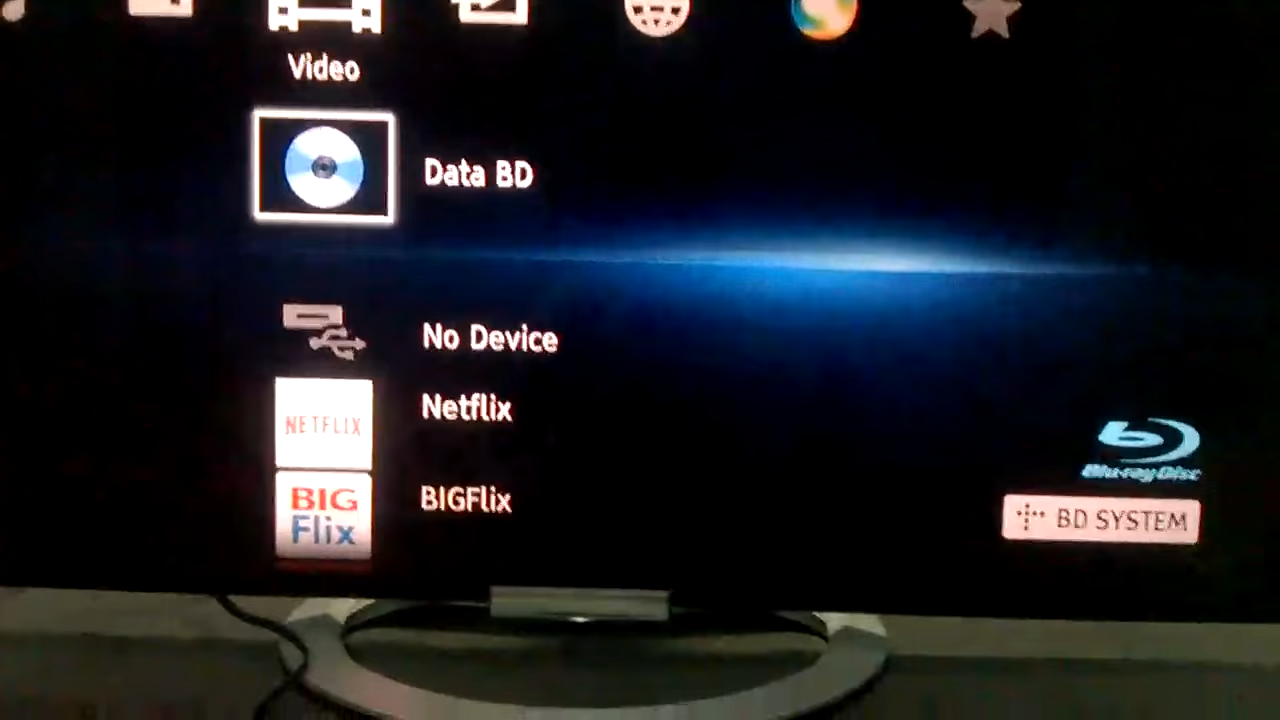 Video
Data BD
No Device
NETFLIX
Netflix
BIG
Flix
BIGFlix
Blu-ray Disc
BD SYSTEM